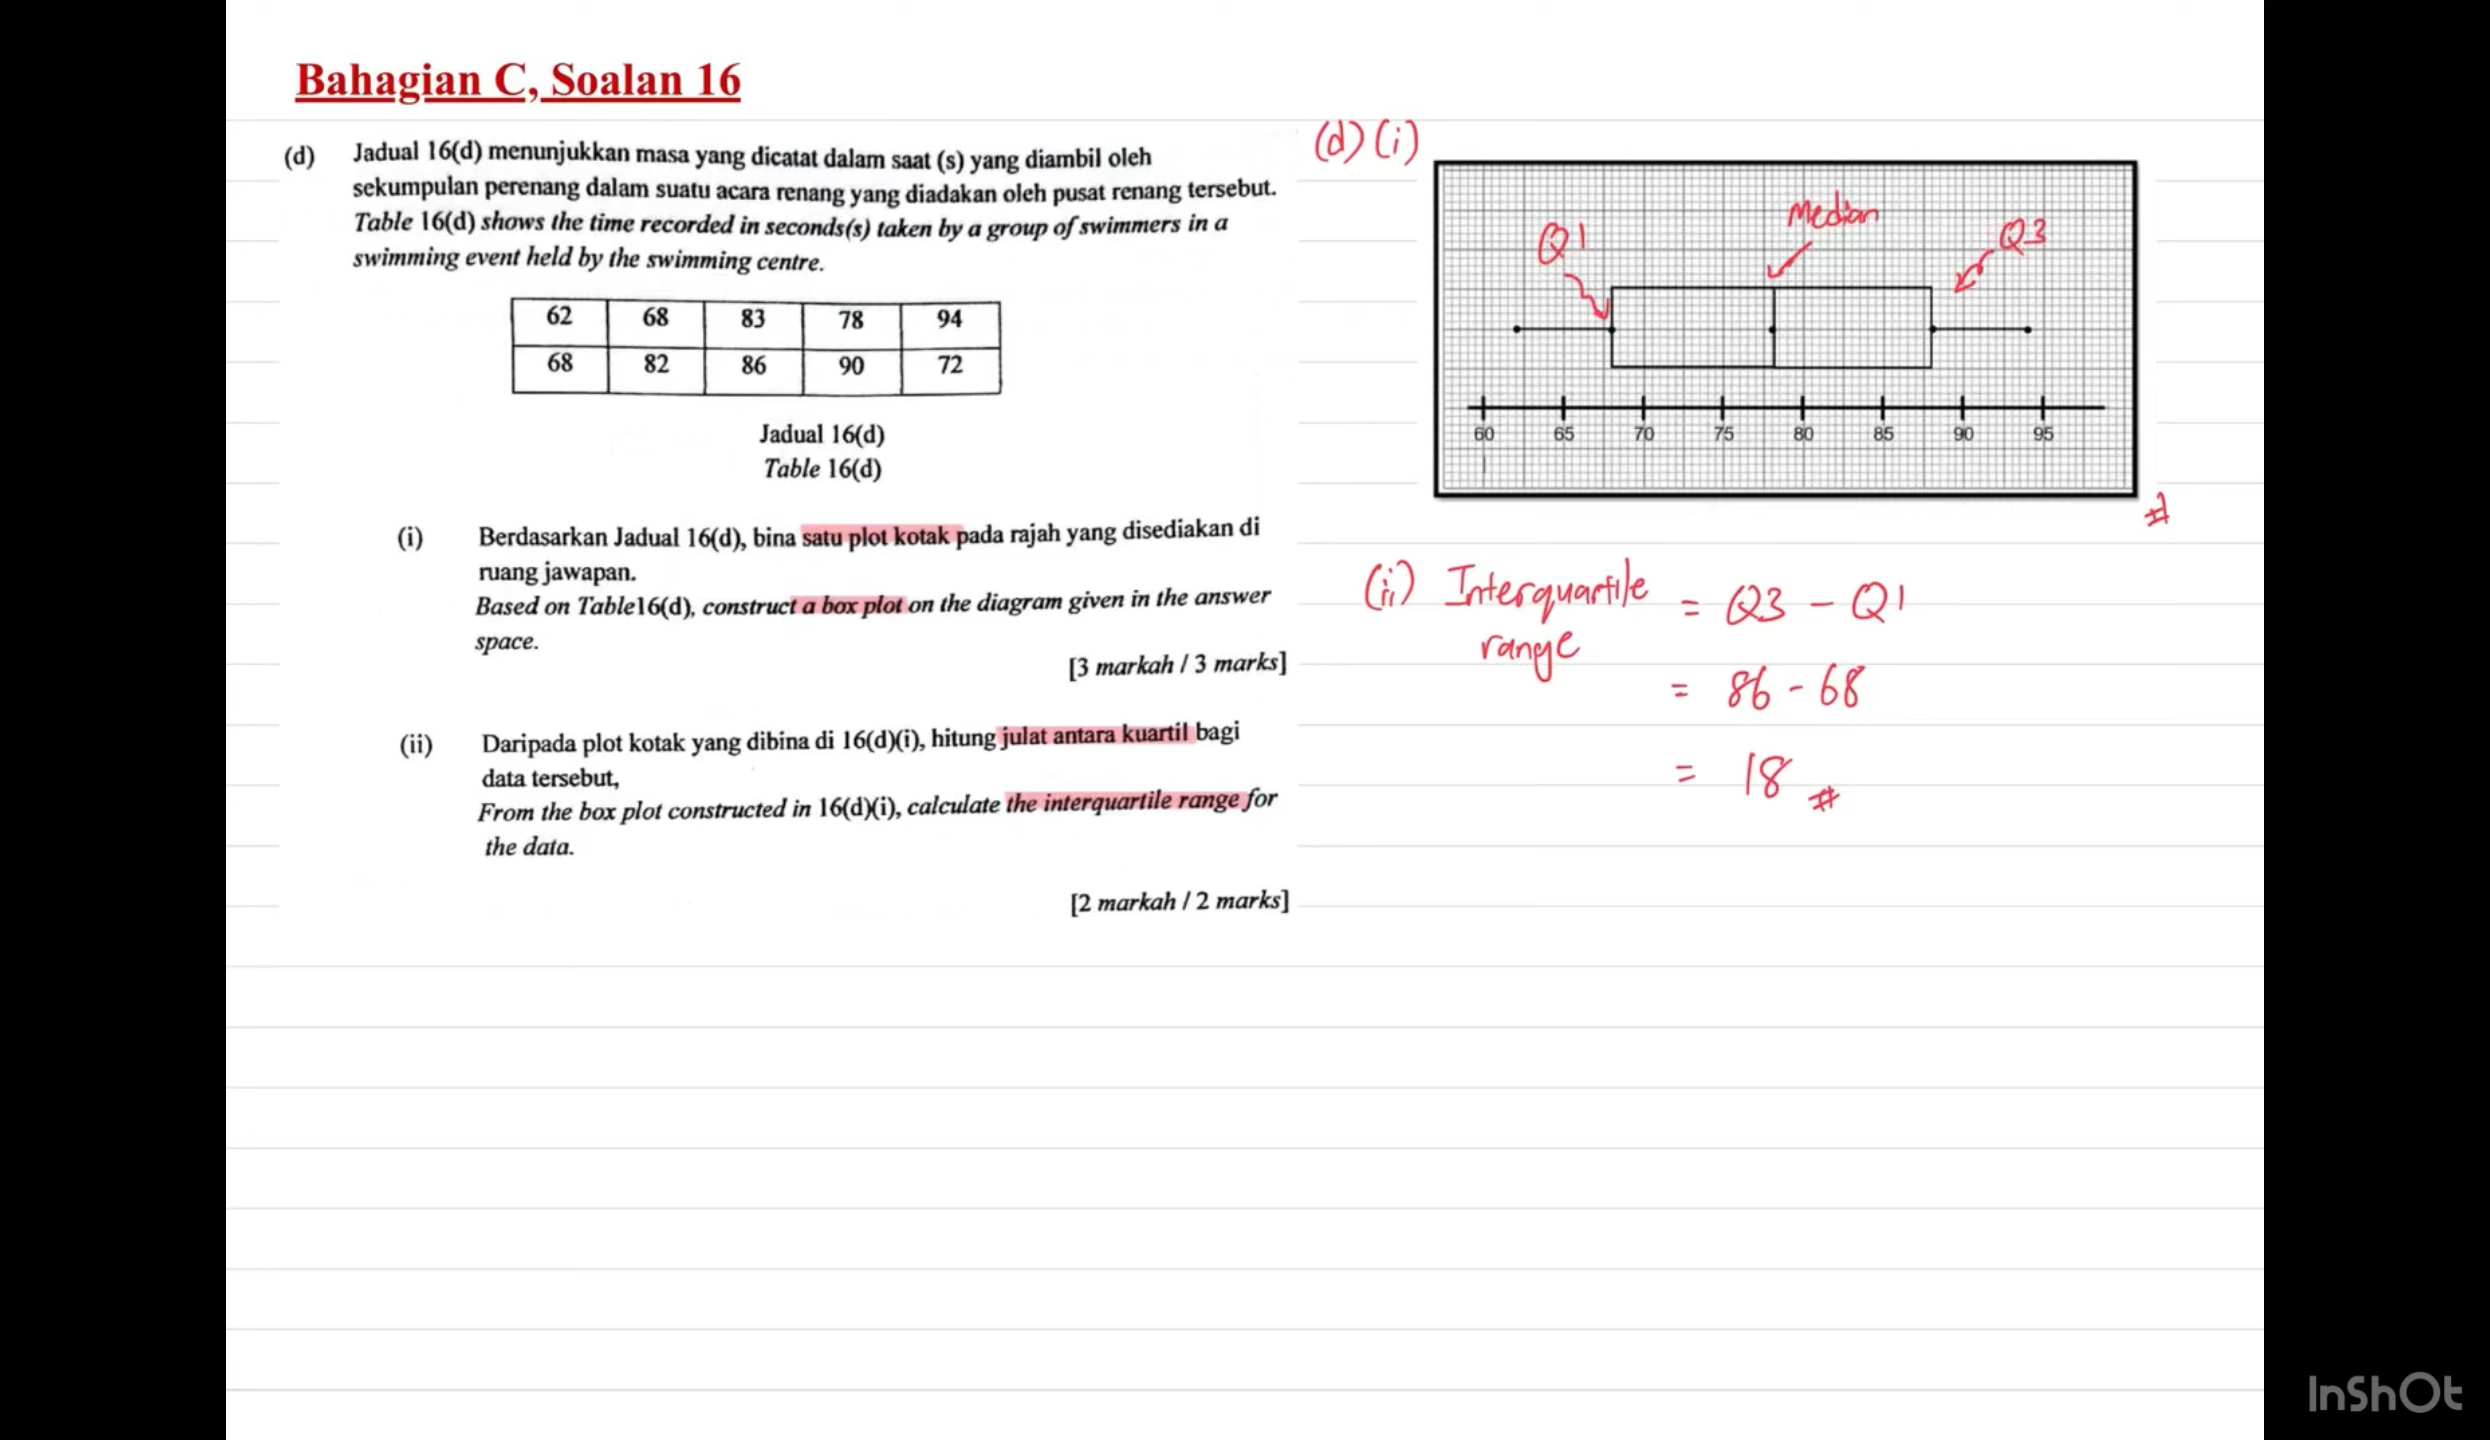 Bahagian C, Soalan 16
(d) Jadual 16(d) menunjukkan masa yang dicatat dalam saat (s) yang diambil oleh
sekumpulan perenang dalam suatu acara renang yang diadakan oleh pusat renang tersebut.
Table 16(d) shows the time recorded in seconds(s) taken by a group of swimmers in a
swimming event held by the swimming centre.
62 68 83 78 94
68 82 86 90 72
Jadual 16(d)
Table 16(d)
(i) Berdasarkan Jadual 16(d), bina satu plot kotak pada rajah yang disediakan di
ruang jawapan.
Based on Table16(d), construct a box plot on the diagram given in the answer
space.
[3 markah / 3 marks]
(ii) Daripada plot kotak yang dibina di 16(d)(i), hitung julat antara kuartil bagi
data tersebut,
From the box plot constructed in 16(d)(i), calculate the interquartile range for
the data.
[2 markah / 2 marks]
(d) (i)
Q1 Median Q3
60 65 70 75 80 85 90 95
#
(ii) Interquartile range = Q3 - Q1
= 86 - 68
= 18 #
InShOt